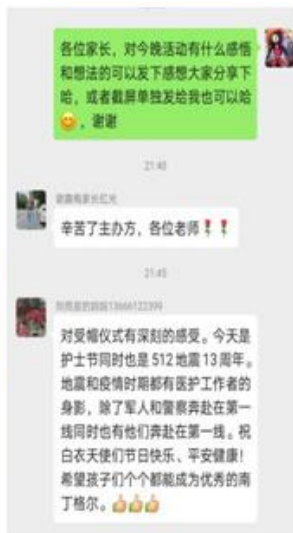 各位家长，对今晚活动有什么感悟
和想法的可以发下感想大家分享下
哈，或者截屏单独发给我也可以哈
😊，谢谢
21:40
辛苦了主办方，各位老师🌹🌹
21:45
对受帽仪式有深刻的感受。今天是
护士节同时也是512地震13周年。
地震和疫情时期都有医护工作者的
身影，除了军人和警察奔赴在第一
线同时也有他们奔赴在第一线。祝
白衣天使们节日快乐、平安健康！
希望孩子们个个都能成为优秀的南
丁格尔。👍👍👍